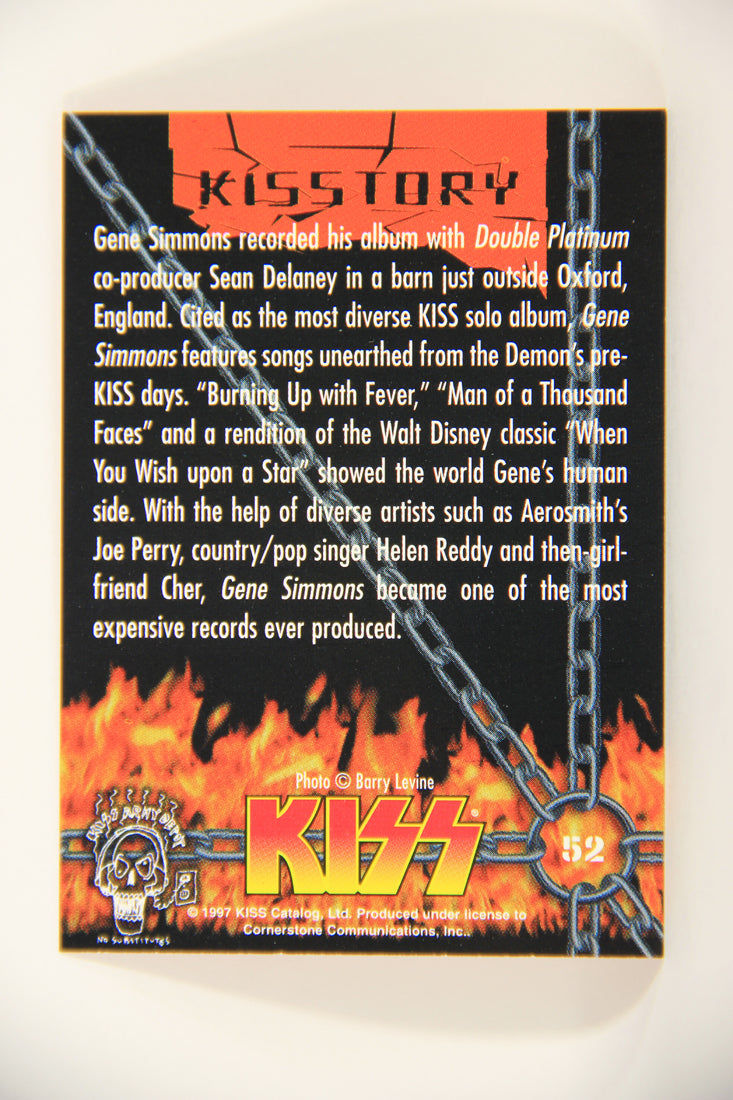 KISSTORY
Gene Simmons recorded his album with Double Platinum
co-producer Sean Delaney in a barn just outside Oxford,
England. Cited as the most diverse KISS solo album, Gene
Simmons features songs unearthed from the Demon's pre-
KISS days. “Burning Up with Fever,” “Man of a Thousand
Faces” and a rendition of the Walt Disney classic “When
You Wish upon a Star” showed the world Gene's human
side. With the help of diverse artists such as Aerosmith's
Joe Perry, country/pop singer Helen Reddy and then-girl-
friend Cher, Gene Simmons became one of the most
expensive records ever produced.
Photo © Barry Levine
KISS ARMY DEPOT
KISS®
52
© 1997 KISS Catalog, Ltd. Produced under license to
Cornerstone Communications, Inc..
NO SUBSTITUTES